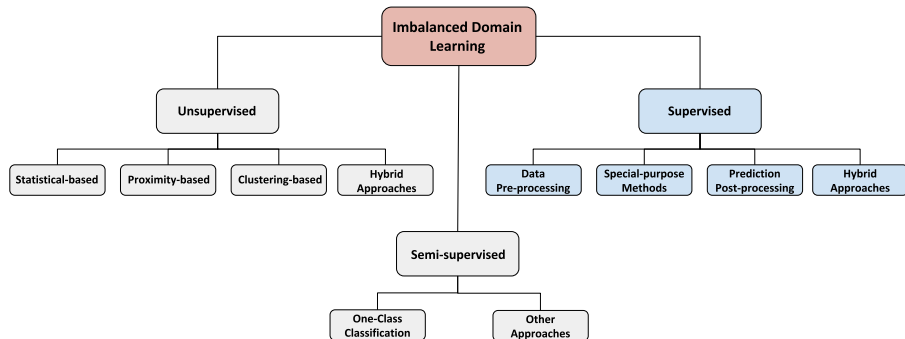 Imbalanced Domain
Learning
Unsupervised
Supervised
Statistical-based
Proximity-based
Clustering-based
Hybrid
Approaches
Data
Pre-processing
Special-purpose
Methods
Prediction
Post-processing
Hybrid
Approaches
Semi-supervised
One-Class
Classification
Other
Approaches